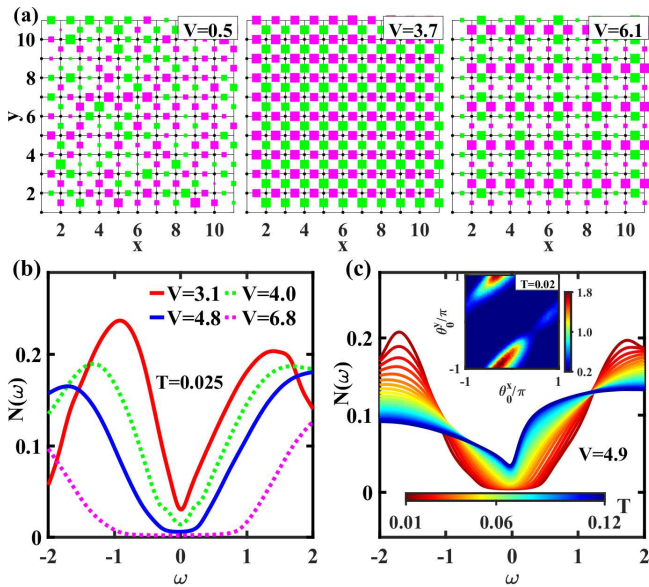 (a)
V=0.5
V=3.7
V=6.1
10
8
6
4
2
y
2 4 6 8 10
2 4 6 8 10
2 4 6 8 10
x
x
x
(b)
V=3.1 V=4.0
V=4.8 V=6.8
T=0.025
N(ω)
0.2
0.1
0
-2 -1 0 1 2
ω
(c)
T=0.02
1
-1
θ₀ʸ/π
-1 1
θ₀ˣ/π
1.8
1.0
0.2
N(ω)
0.2
0.1
0
V=4.9
0.01 0.06 0.12 T
-2 -1 0 1 2
ω